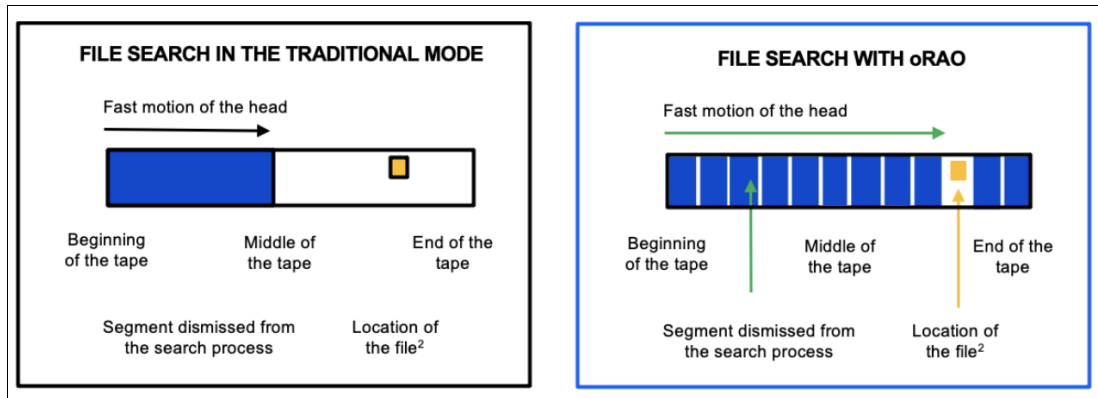 FILE SEARCH IN THE TRADITIONAL MODE
Fast motion of the head
Beginning
of the tape
Middle of
the tape
End of the
tape
Segment dismissed from
the search process
Location of
the file²
FILE SEARCH WITH oRAO
Fast motion of the head
Beginning
of the tape
Middle of
the tape
End of the
tape
Segment dismissed from
the search process
Location of
the file²